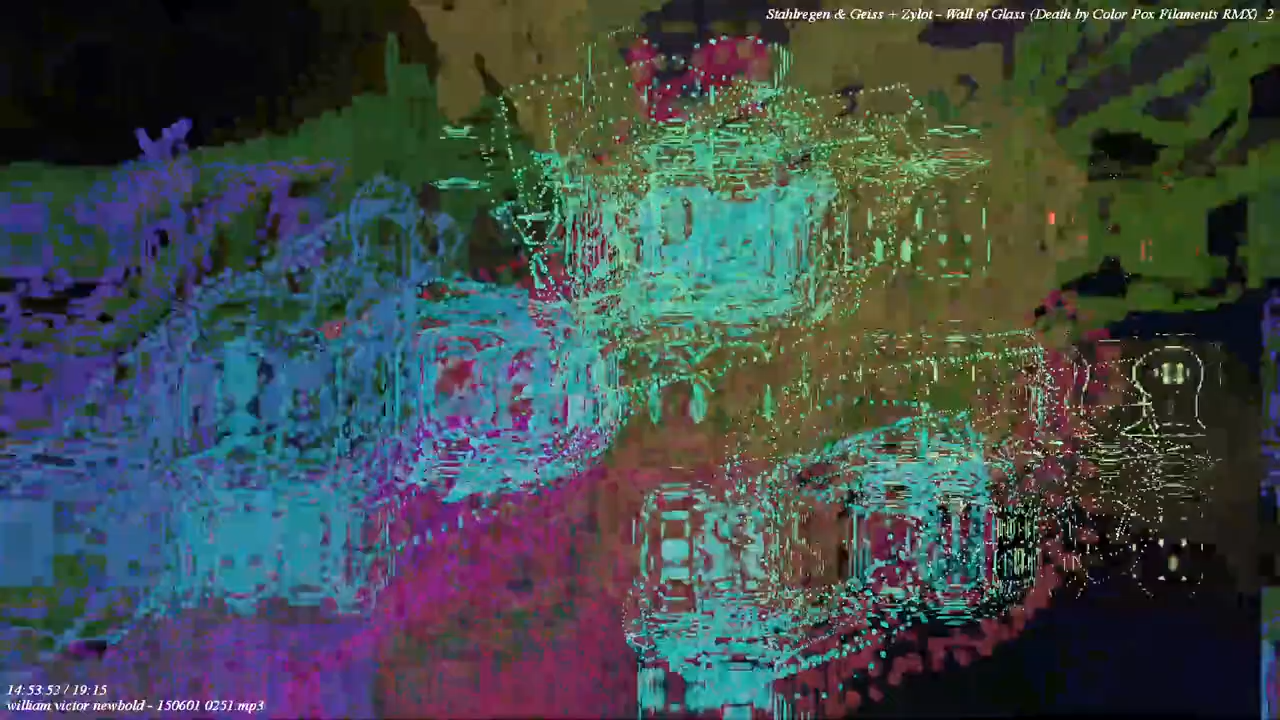 Stahlregen & Geiss + Zylot - Wall of Glass (Death by Color Pox Filaments RMX)_2
14:53:53 / 19:15
william victor newbold - 150601 0251.mp3